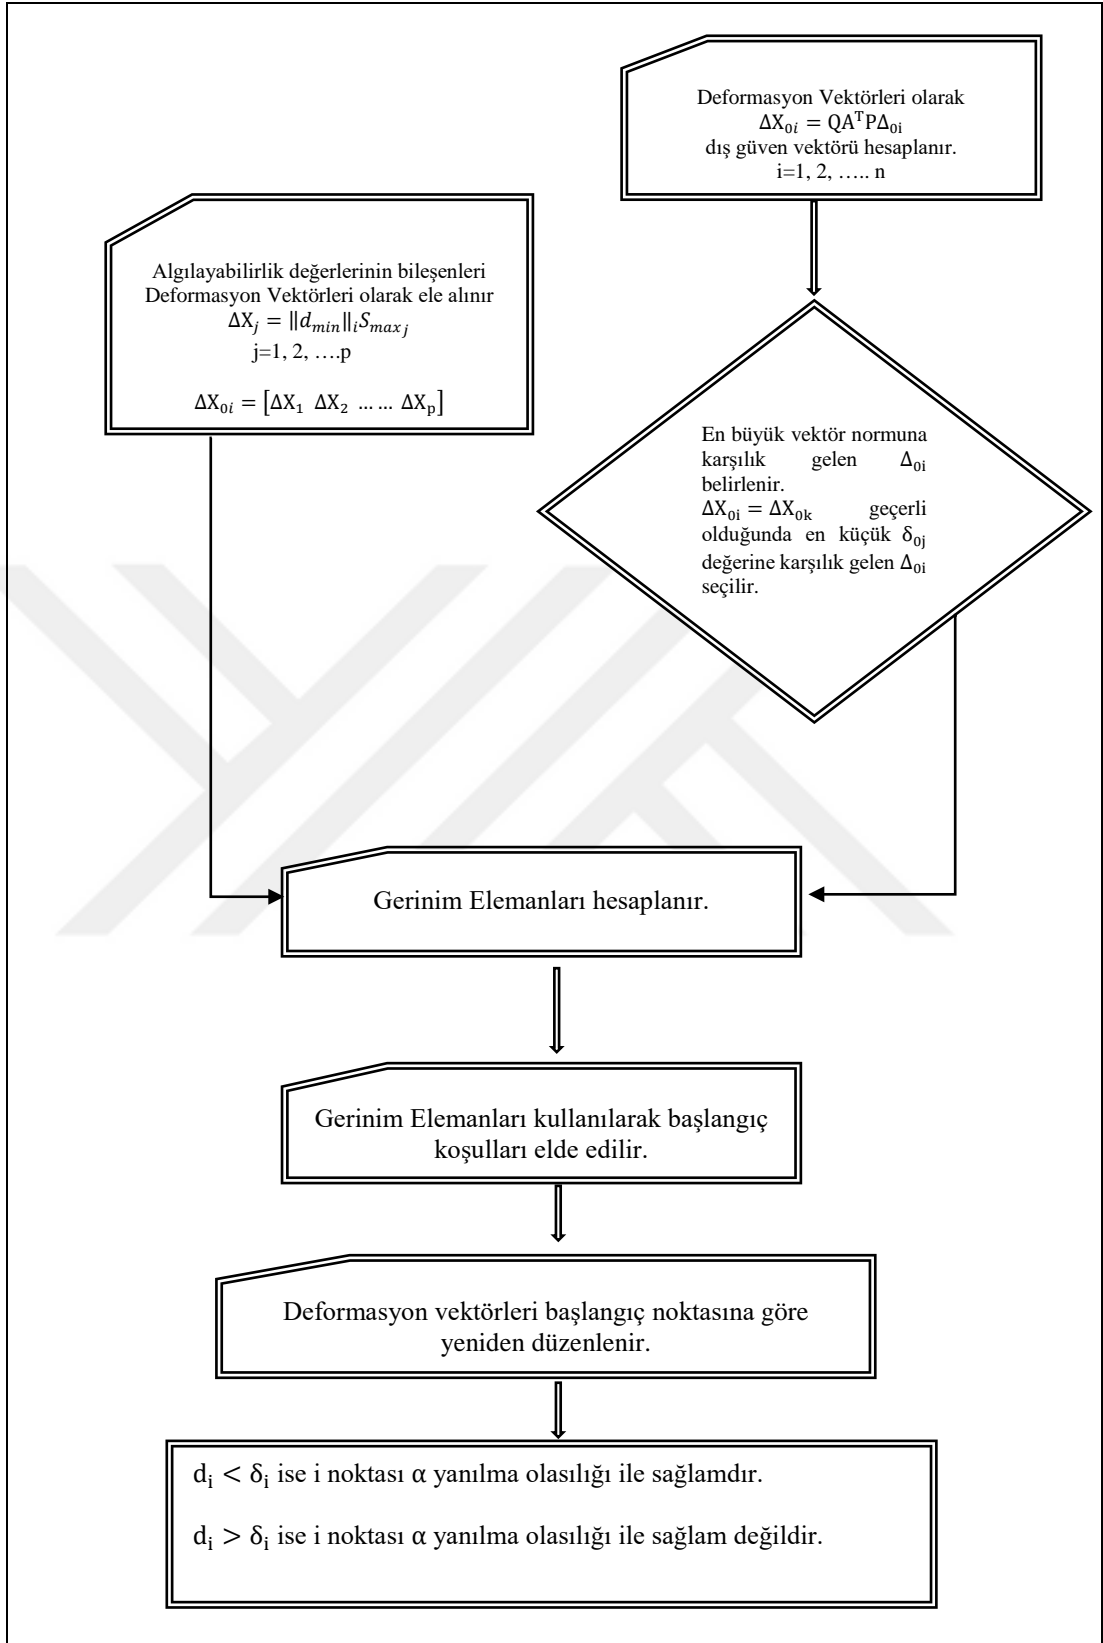 Deformasyon Vektörleri olarak
ΔX₀ᵢ = QAᵀPΔ₀ᵢ
dış güven vektörü hesaplanır.
i=1, 2, ….. n
Algılayabilirlik değerlerinin bileşenleri
Deformasyon Vektörleri olarak ele alınır
ΔXⱼ = ‖d_min‖ᵢS_maxⱼ
j=1, 2, ….p
ΔX₀ᵢ = [ΔX₁ ΔX₂ … … ΔXₚ]
En büyük vektör normuna
karşılık gelen Δ₀ᵢ
belirlenir.
ΔX₀ᵢ = ΔX₀ₖ geçerli
olduğunda en küçük δ₀ⱼ
değerine karşılık gelen Δ₀ᵢ
seçilir.
Gerinim Elemanları hesaplanır.
Gerinim Elemanları kullanılarak başlangıç
koşulları elde edilir.
Deformasyon vektörleri başlangıç noktasına göre
yeniden düzenlenir.
dᵢ < δᵢ ise i noktası α yanılma olasılığı ile sağlamdır.
dᵢ > δᵢ ise i noktası α yanılma olasılığı ile sağlam değildir.